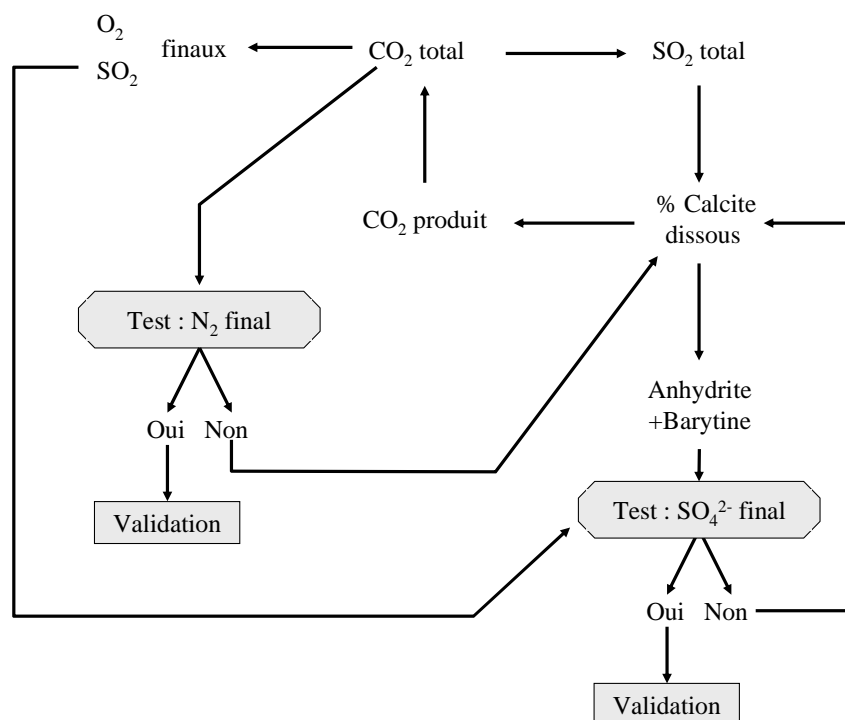 O₂
finaux
SO₂
CO₂ total
SO₂ total
CO₂ produit
% Calcite
dissous
Test : N₂ final
Anhydrite
+Barytine
Oui Non
Validation
Test : SO₄²⁻ final
Oui Non
Validation